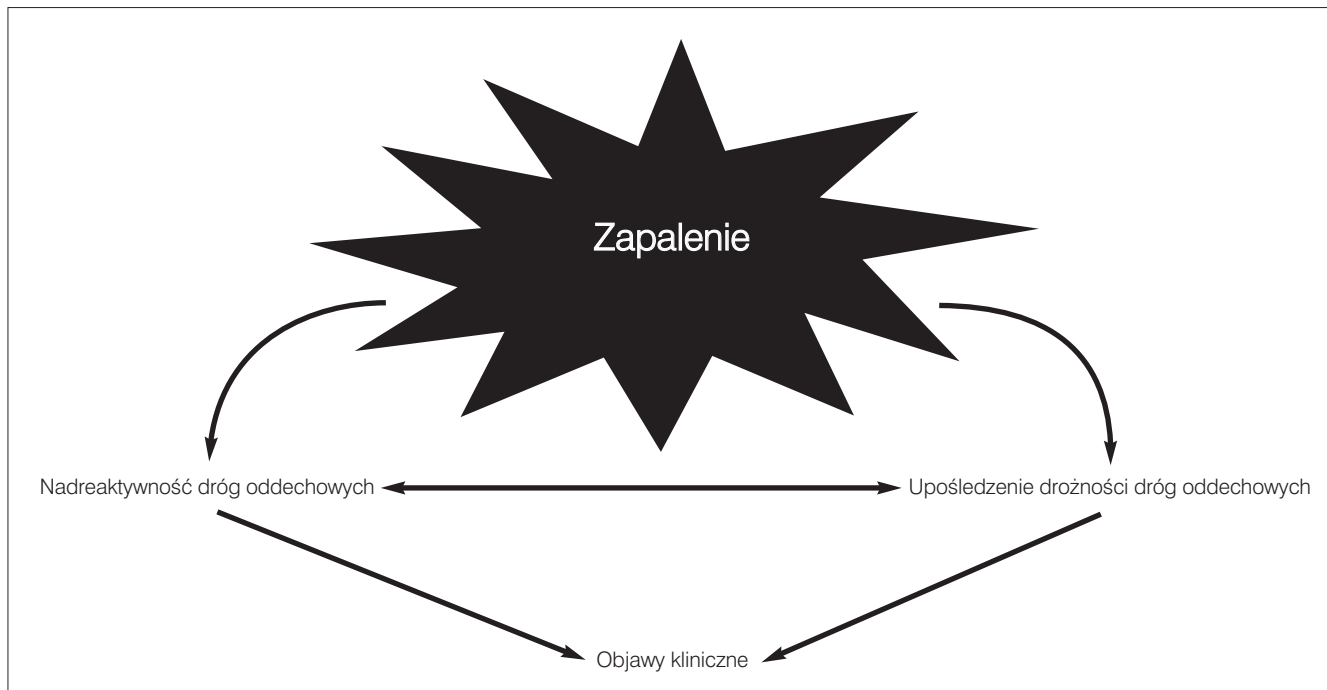 Zapalenie
Nadreaktywność dróg oddechowych
Upośledzenie drożności dróg oddechowych
Objawy kliniczne